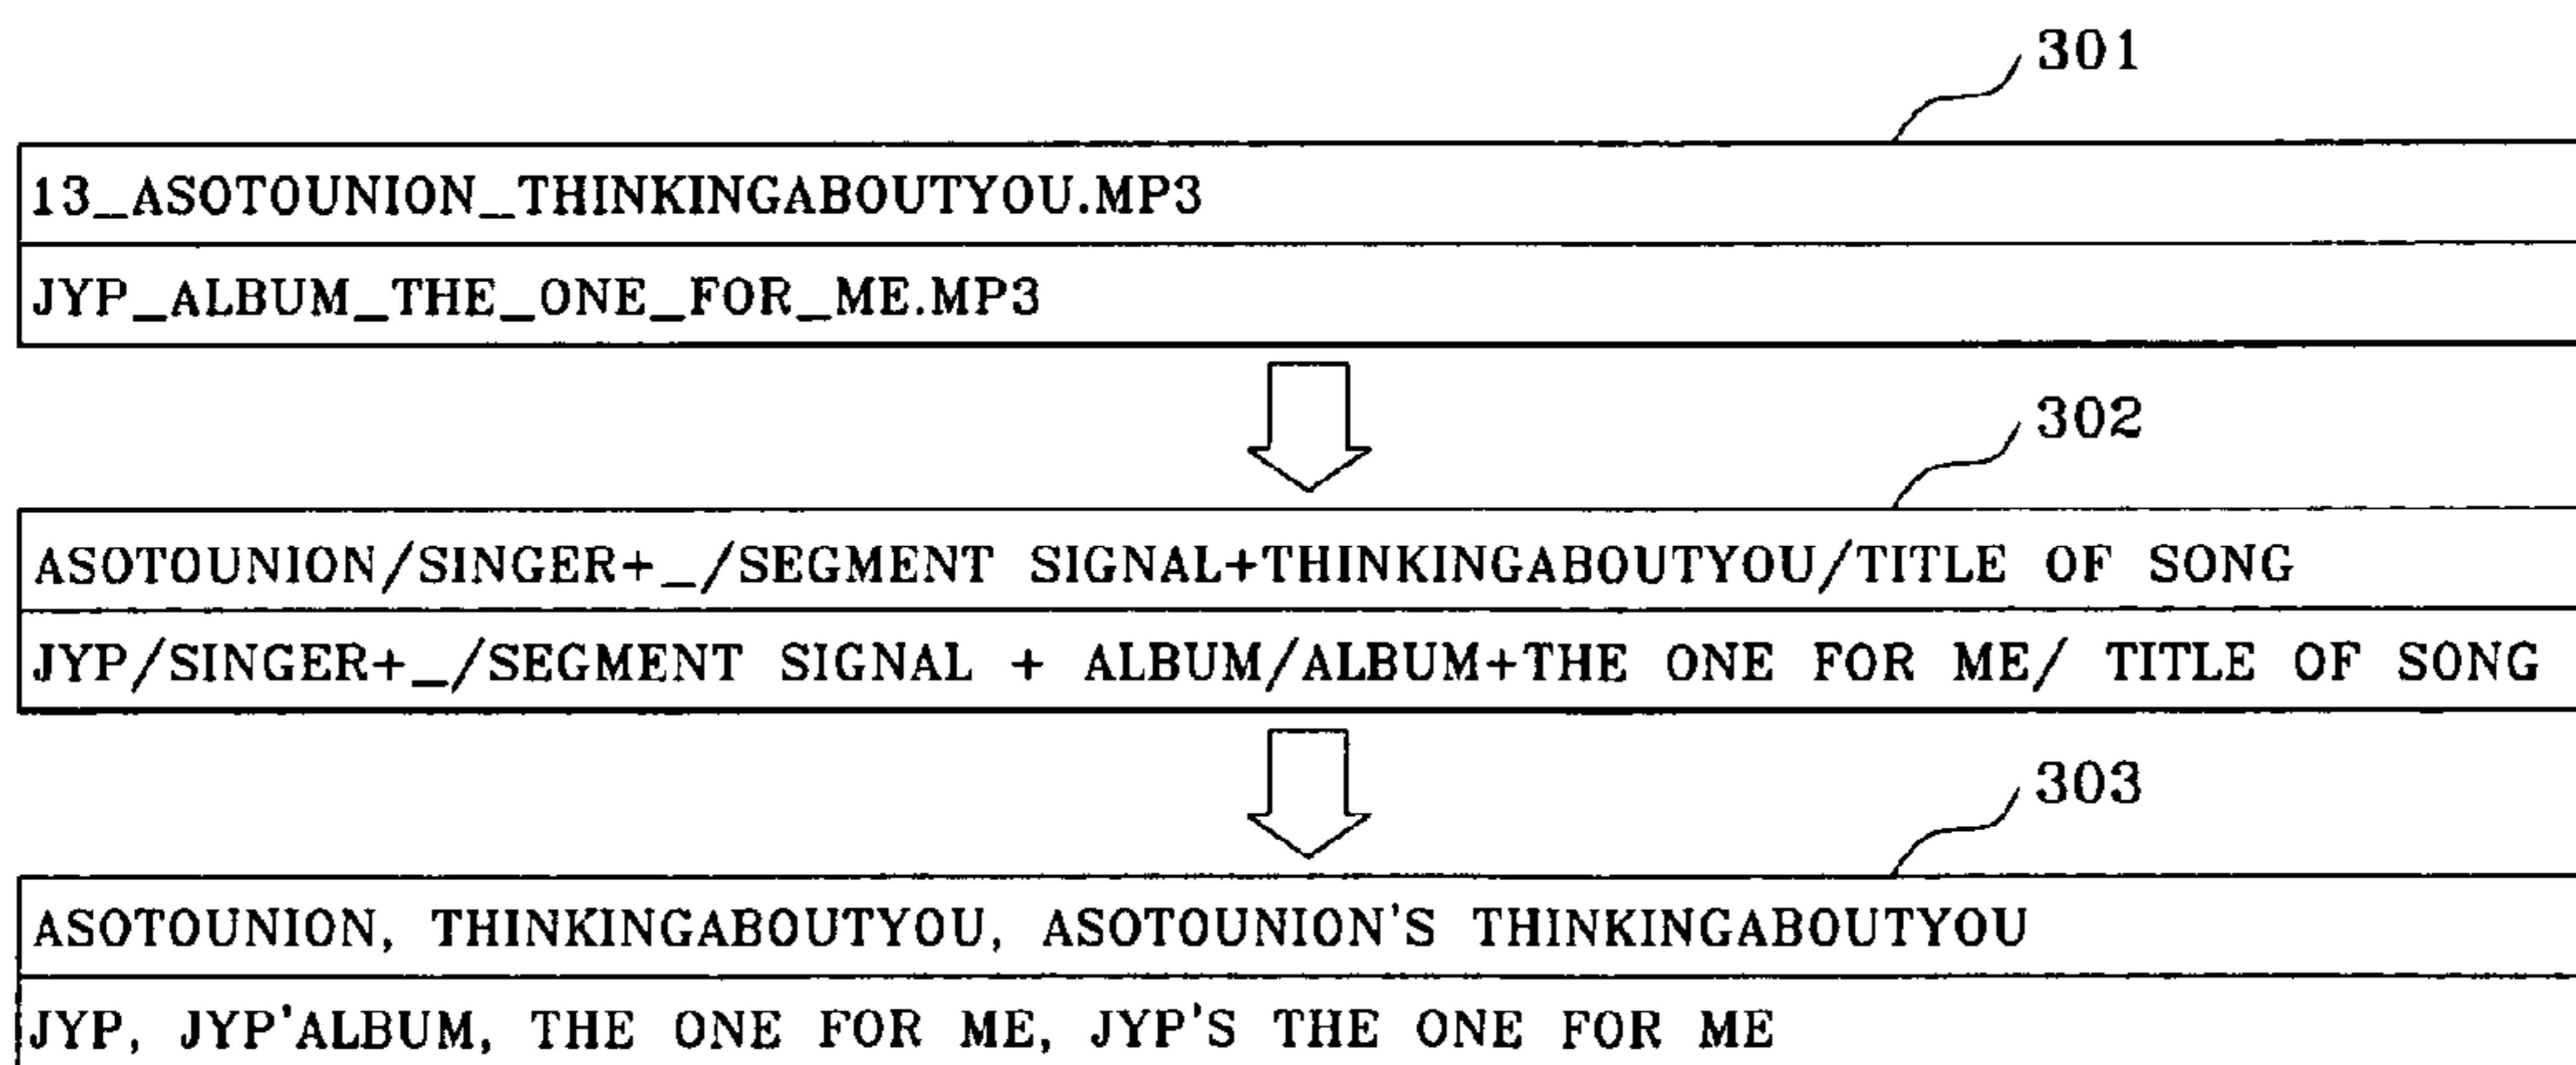 301
13_ASOTOUNION_THINKINGABOUTYOU.MP3
JYP_ALBUM_THE_ONE_FOR_ME.MP3
302
ASOTOUNION/SINGER+_/SEGMENT SIGNAL+THINKINGABOUTYOU/TITLE OF SONG
JYP/SINGER+_/SEGMENT SIGNAL + ALBUM/ALBUM+THE ONE FOR ME/ TITLE OF SONG
303
ASOTOUNION, THINKINGABOUTYOU, ASOTOUNION'S THINKINGABOUTYOU
JYP, JYP'ALBUM, THE ONE FOR ME, JYP'S THE ONE FOR ME